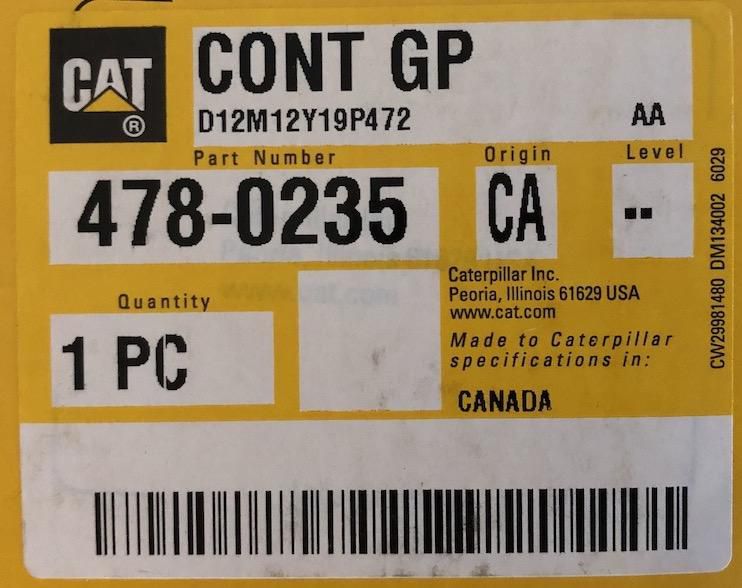 CAT
®
CONT GP
D12M12Y19P472 AA
Part Number Origin Level
478-0235 CA --
Quantity
1 PC
Caterpillar Inc.
Peoria, Illinois 61629 USA
www.cat.com
Made to Caterpillar
specifications in:
CANADA
CW29981480 DM134002 6029